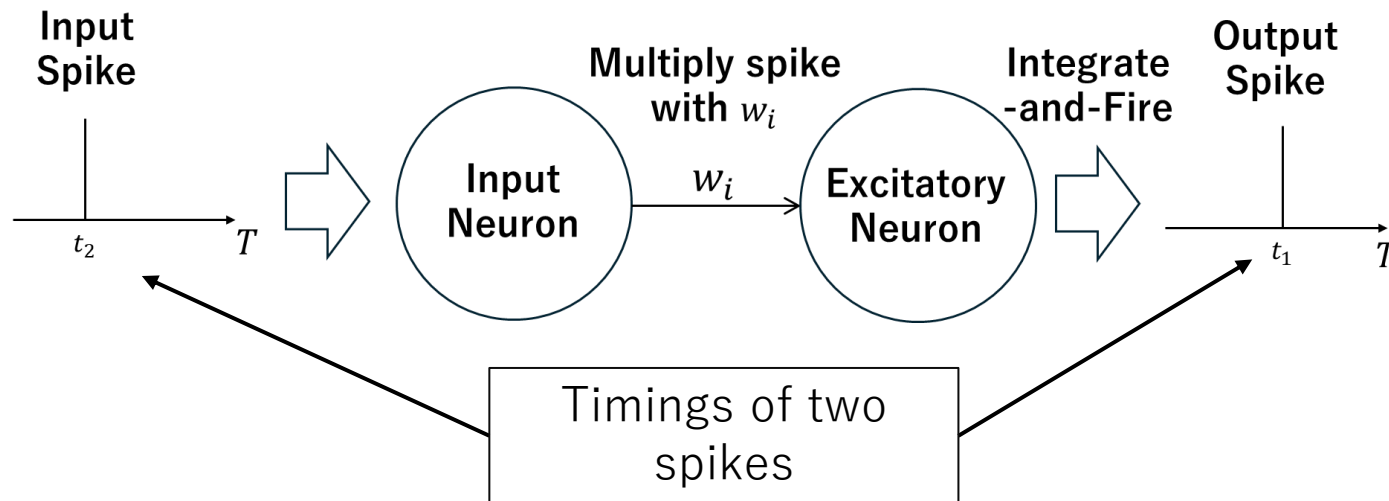 Input
Spike
t₂
T
Input
Neuron
Multiply spike
with wᵢ
wᵢ
Excitatory
Neuron
Integrate
-and-Fire
Output
Spike
t₁
T
Timings of two
spikes